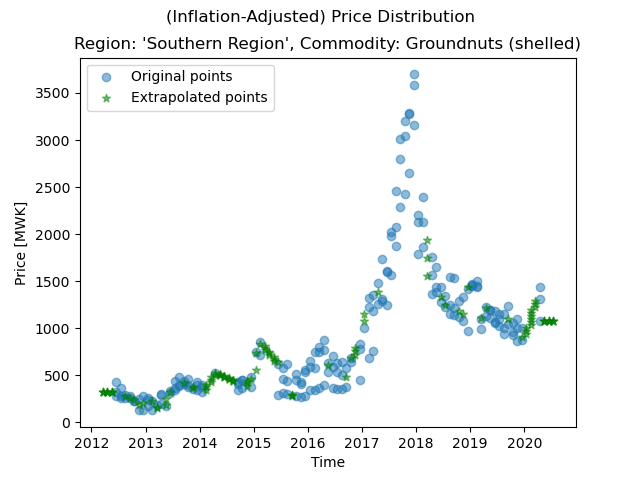 (Inflation-Adjusted) Price Distribution
Region: 'Southern Region', Commodity: Groundnuts (shelled)
Original points
Extrapolated points
3500
3000
2500
2000
1500
1000
500
0
Price [MWK]
2012 2013 2014 2015 2016 2017 2018 2019 2020
Time